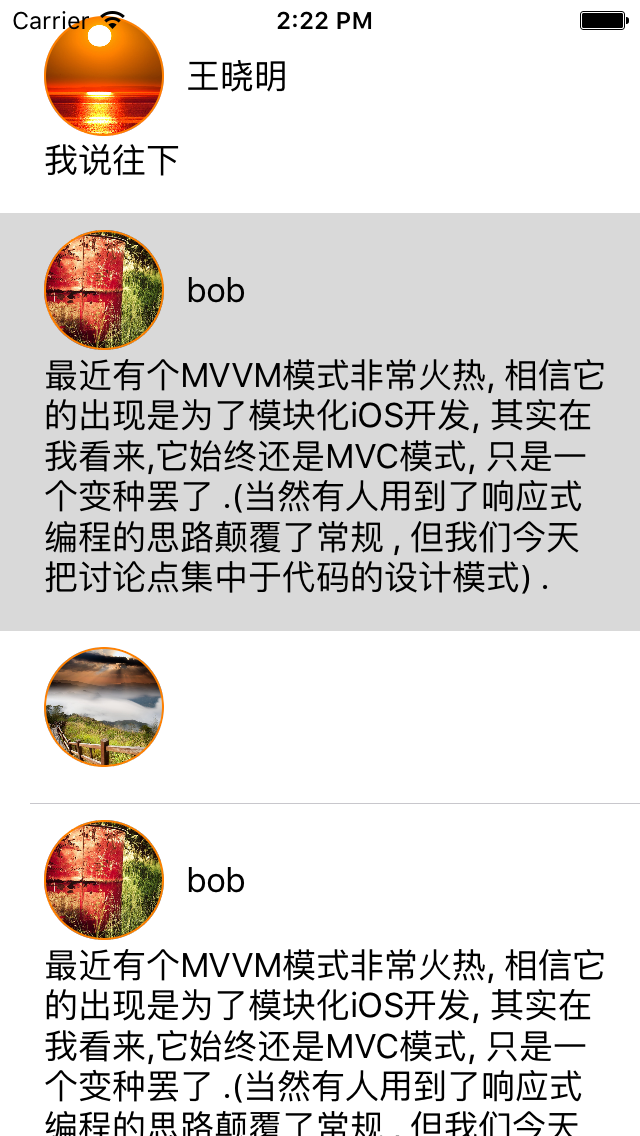 Carrier 2:22 PM
王晓明
我说往下
bob
最近有个MVVM模式非常火热, 相信它
的出现是为了模块化iOS开发, 其实在
我看来,它始终还是MVC模式, 只是一
个变种罢了 .(当然有人用到了响应式
编程的思路颠覆了常规 , 但我们今天
把讨论点集中于代码的设计模式) .
bob
最近有个MVVM模式非常火热, 相信它
的出现是为了模块化iOS开发, 其实在
我看来,它始终还是MVC模式, 只是一
个变种罢了 .(当然有人用到了响应式
编程的思路颠覆了常规 , 但我们今天